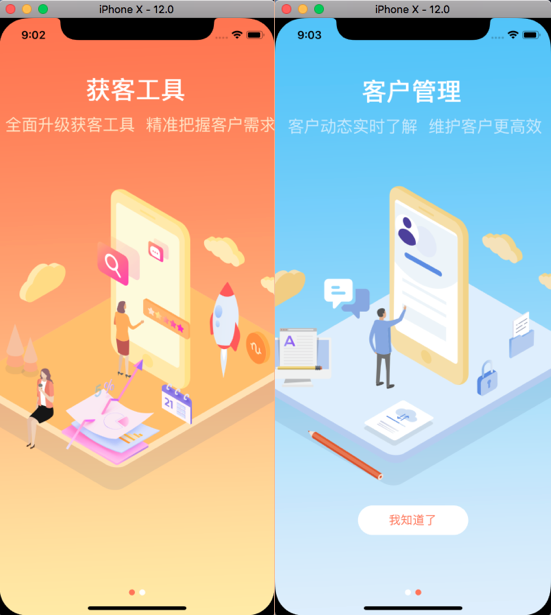 iPhone X - 12.0
9:02
获客工具
全面升级获客工具 精准把握客户需求
21
iPhone X - 12.0
9:03
客户管理
客户动态实时了解 维护客户更高效
A
我知道了